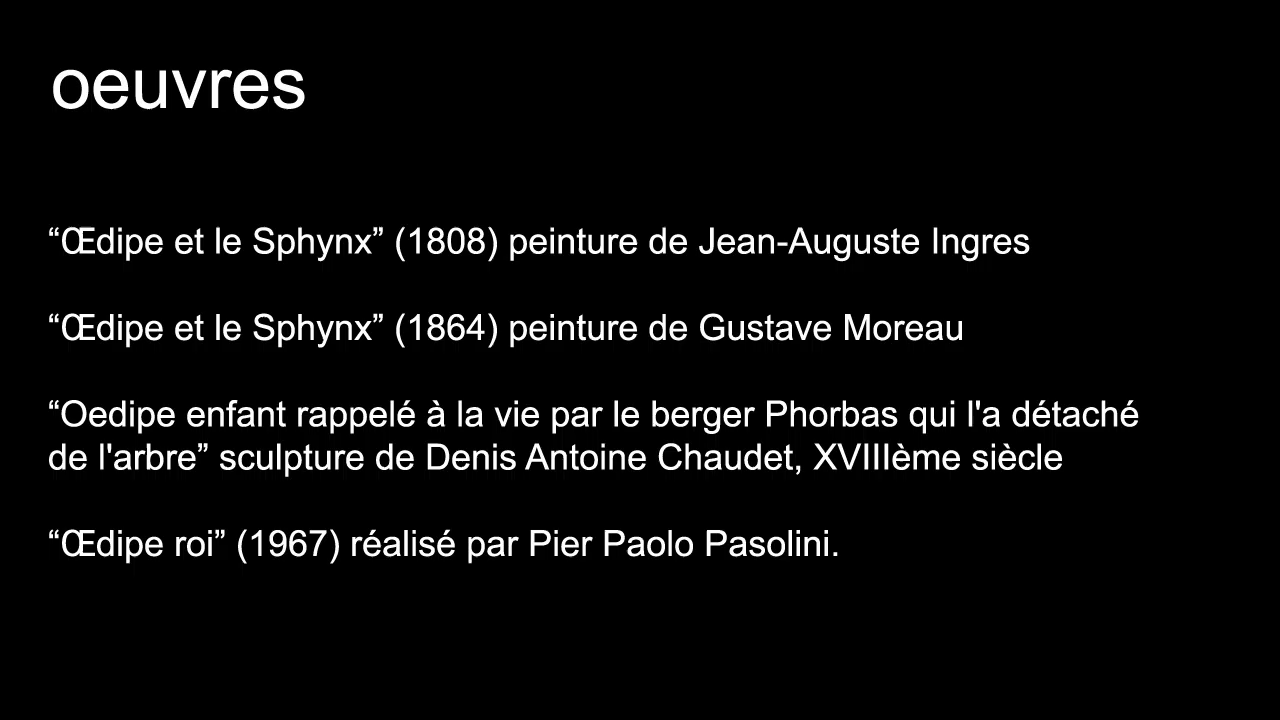 oeuvres
“Œdipe et le Sphynx” (1808) peinture de Jean-Auguste Ingres
“Œdipe et le Sphynx” (1864) peinture de Gustave Moreau
“Oedipe enfant rappelé à la vie par le berger Phorbas qui l'a détaché
de l'arbre” sculpture de Denis Antoine Chaudet, XVIIIème siècle
“Œdipe roi” (1967) réalisé par Pier Paolo Pasolini.